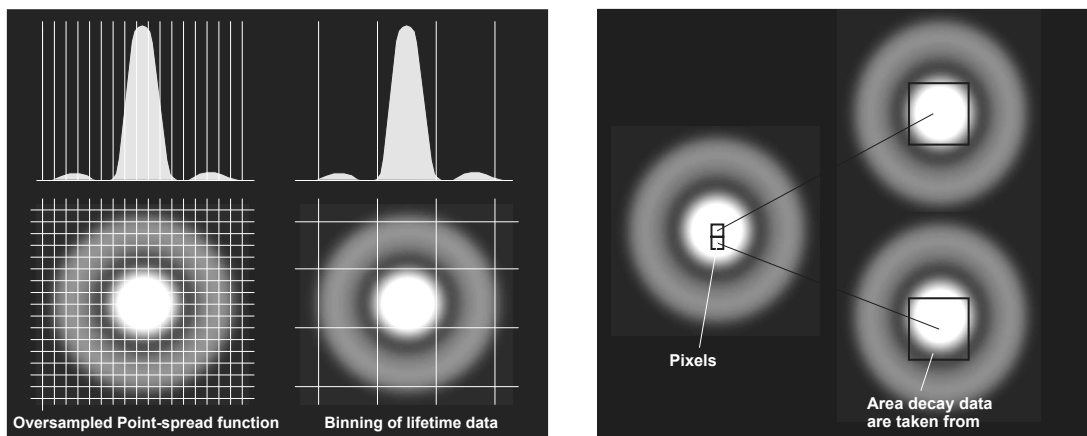 Oversampled Point-spread function
Binning of lifetime data
Pixels
Area decay data
are taken from